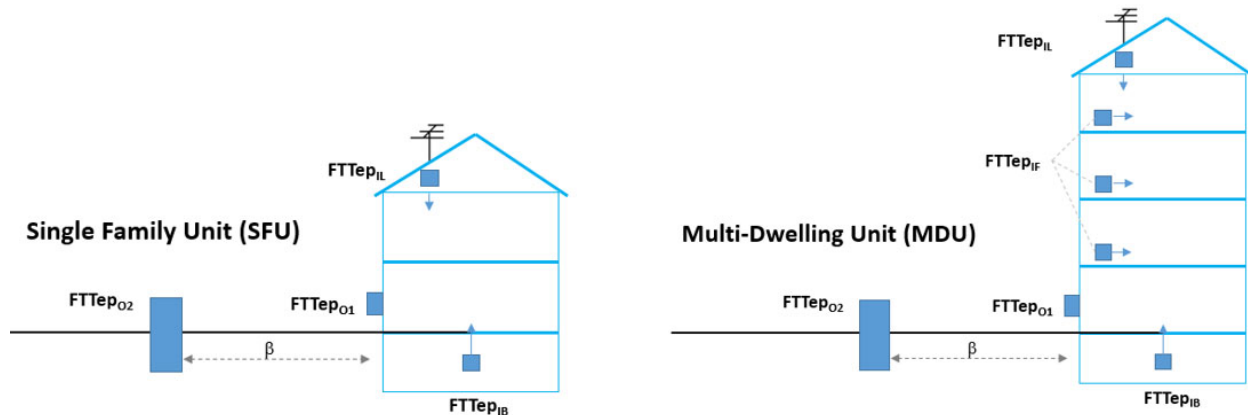 FTTep_IL
Single Family Unit (SFU)
FTTep_O2
FTTep_O1
β
FTTep_IB
FTTep_IL
FTTep_IF
Multi-Dwelling Unit (MDU)
FTTep_O2
FTTep_O1
β
FTTep_IB